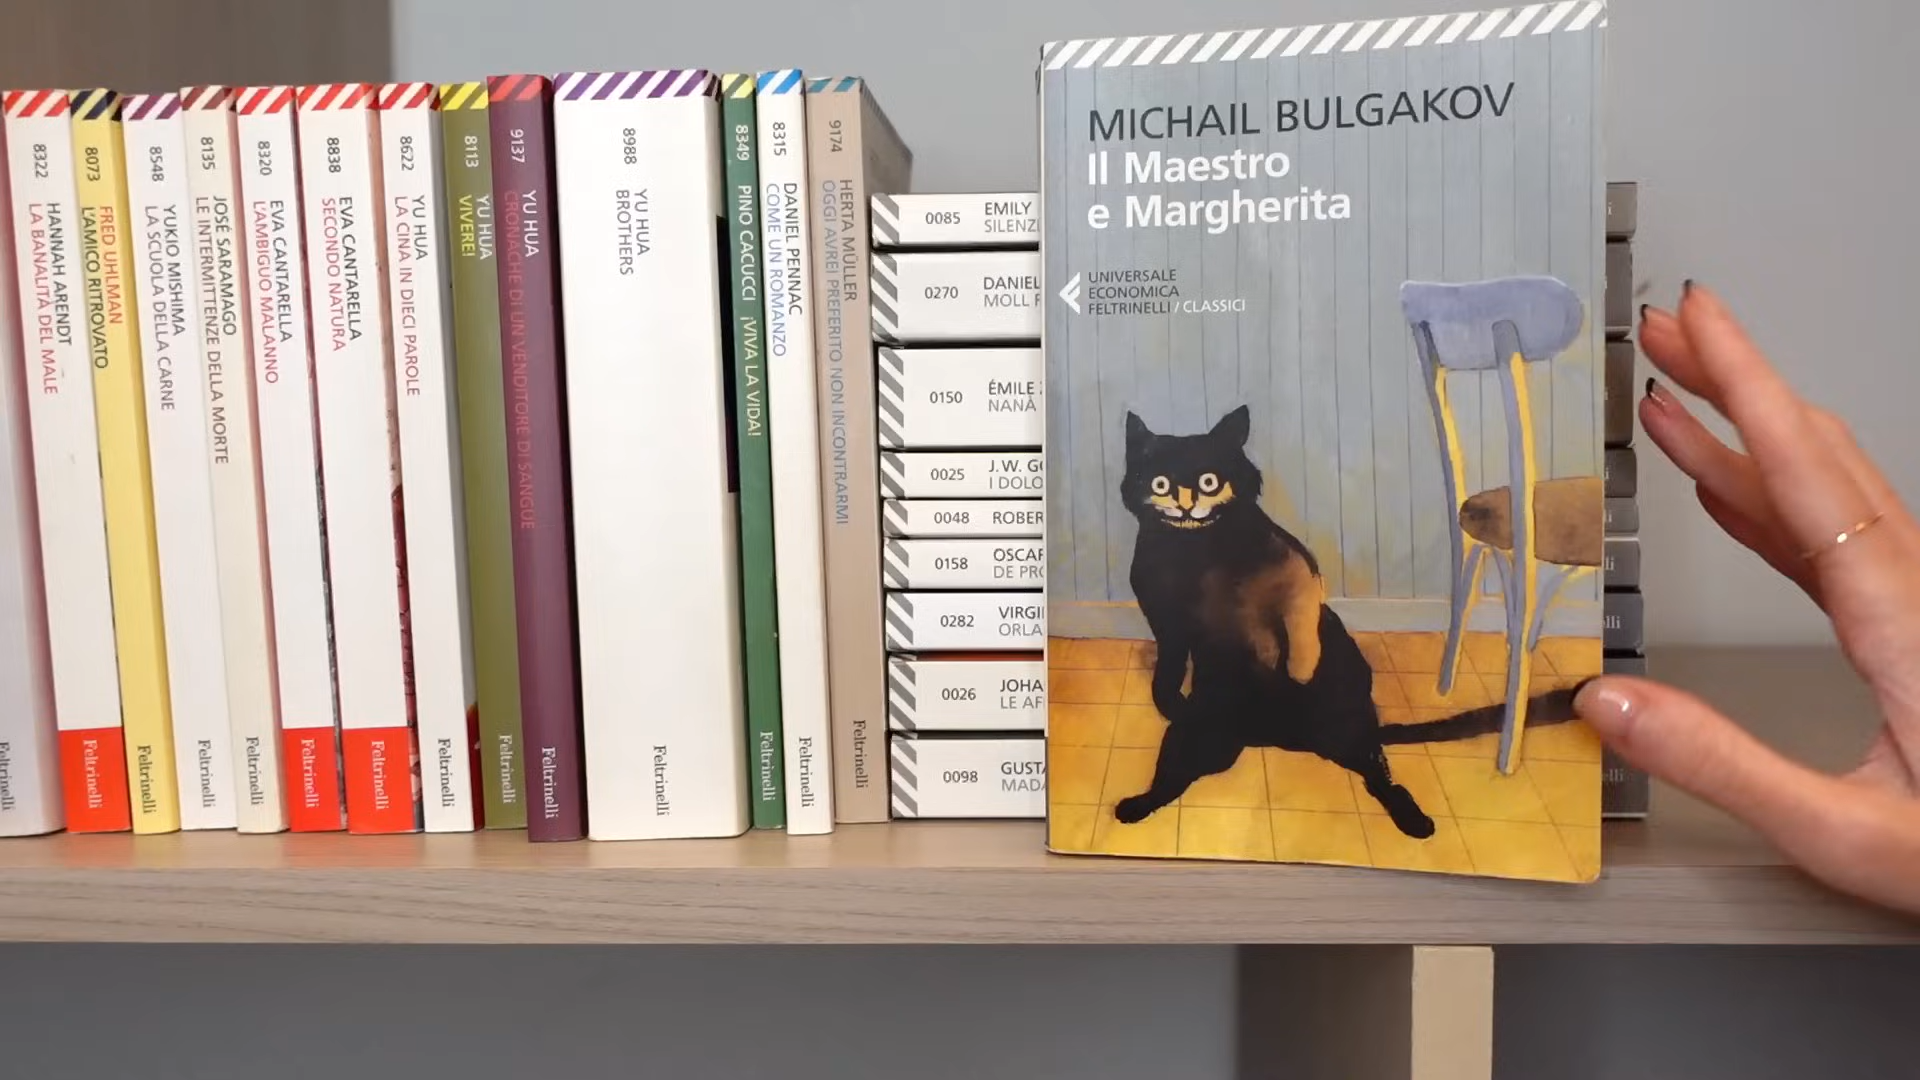 8322
HANNAH ARENDT
LA BANALITÀ DEL MALE
Feltrinelli
8073
FRED UHLMAN
L'AMICO RITROVATO
Feltrinelli
8548
YUKIO MISHIMA
LA SCUOLA DELLA CARNE
Feltrinelli
8135
JOSÉ SARAMAGO
LE INTERMITTENZE DELLA MORTE
Feltrinelli
8320
EVA CANTARELLA
L'AMBIGUO MALANNO
Feltrinelli
8838
EVA CANTARELLA
SECONDO NATURA
Feltrinelli
8622
YU HUA
LA CINA IN DIECI PAROLE
Feltrinelli
8113
YU HUA
VIVERE!
Feltrinelli
9137
YU HUA
CRONACHE DI UN VENDITORE DI SANGUE
Feltrinelli
8988
YU HUA
BROTHERS
Feltrinelli
8349
PINO CACUCCI ¡VIVA LA VIDA!
Feltrinelli
8315
DANIEL PENNAC
COME UN ROMANZO
Feltrinelli
9174
HERTA MÜLLER
OGGI AVREI PREFERITO NON INCONTRARMI
Feltrinelli
0085
EMILY
SILENZI
0270
DANIEL
MOLL F
0150
ÉMILE
NANÀ
0025
J.W. GO
I DOLO
0048
ROBER
0158
OSCAR
DE PRO
0282
VIRGI
ORLA
0026
JOHA
LE AF
0098
GUSTA
MADA
MICHAIL BULGAKOV
Il Maestro
e Margherita
UNIVERSALE
ECONOMICA
FELTRINELLI / CLASSICI